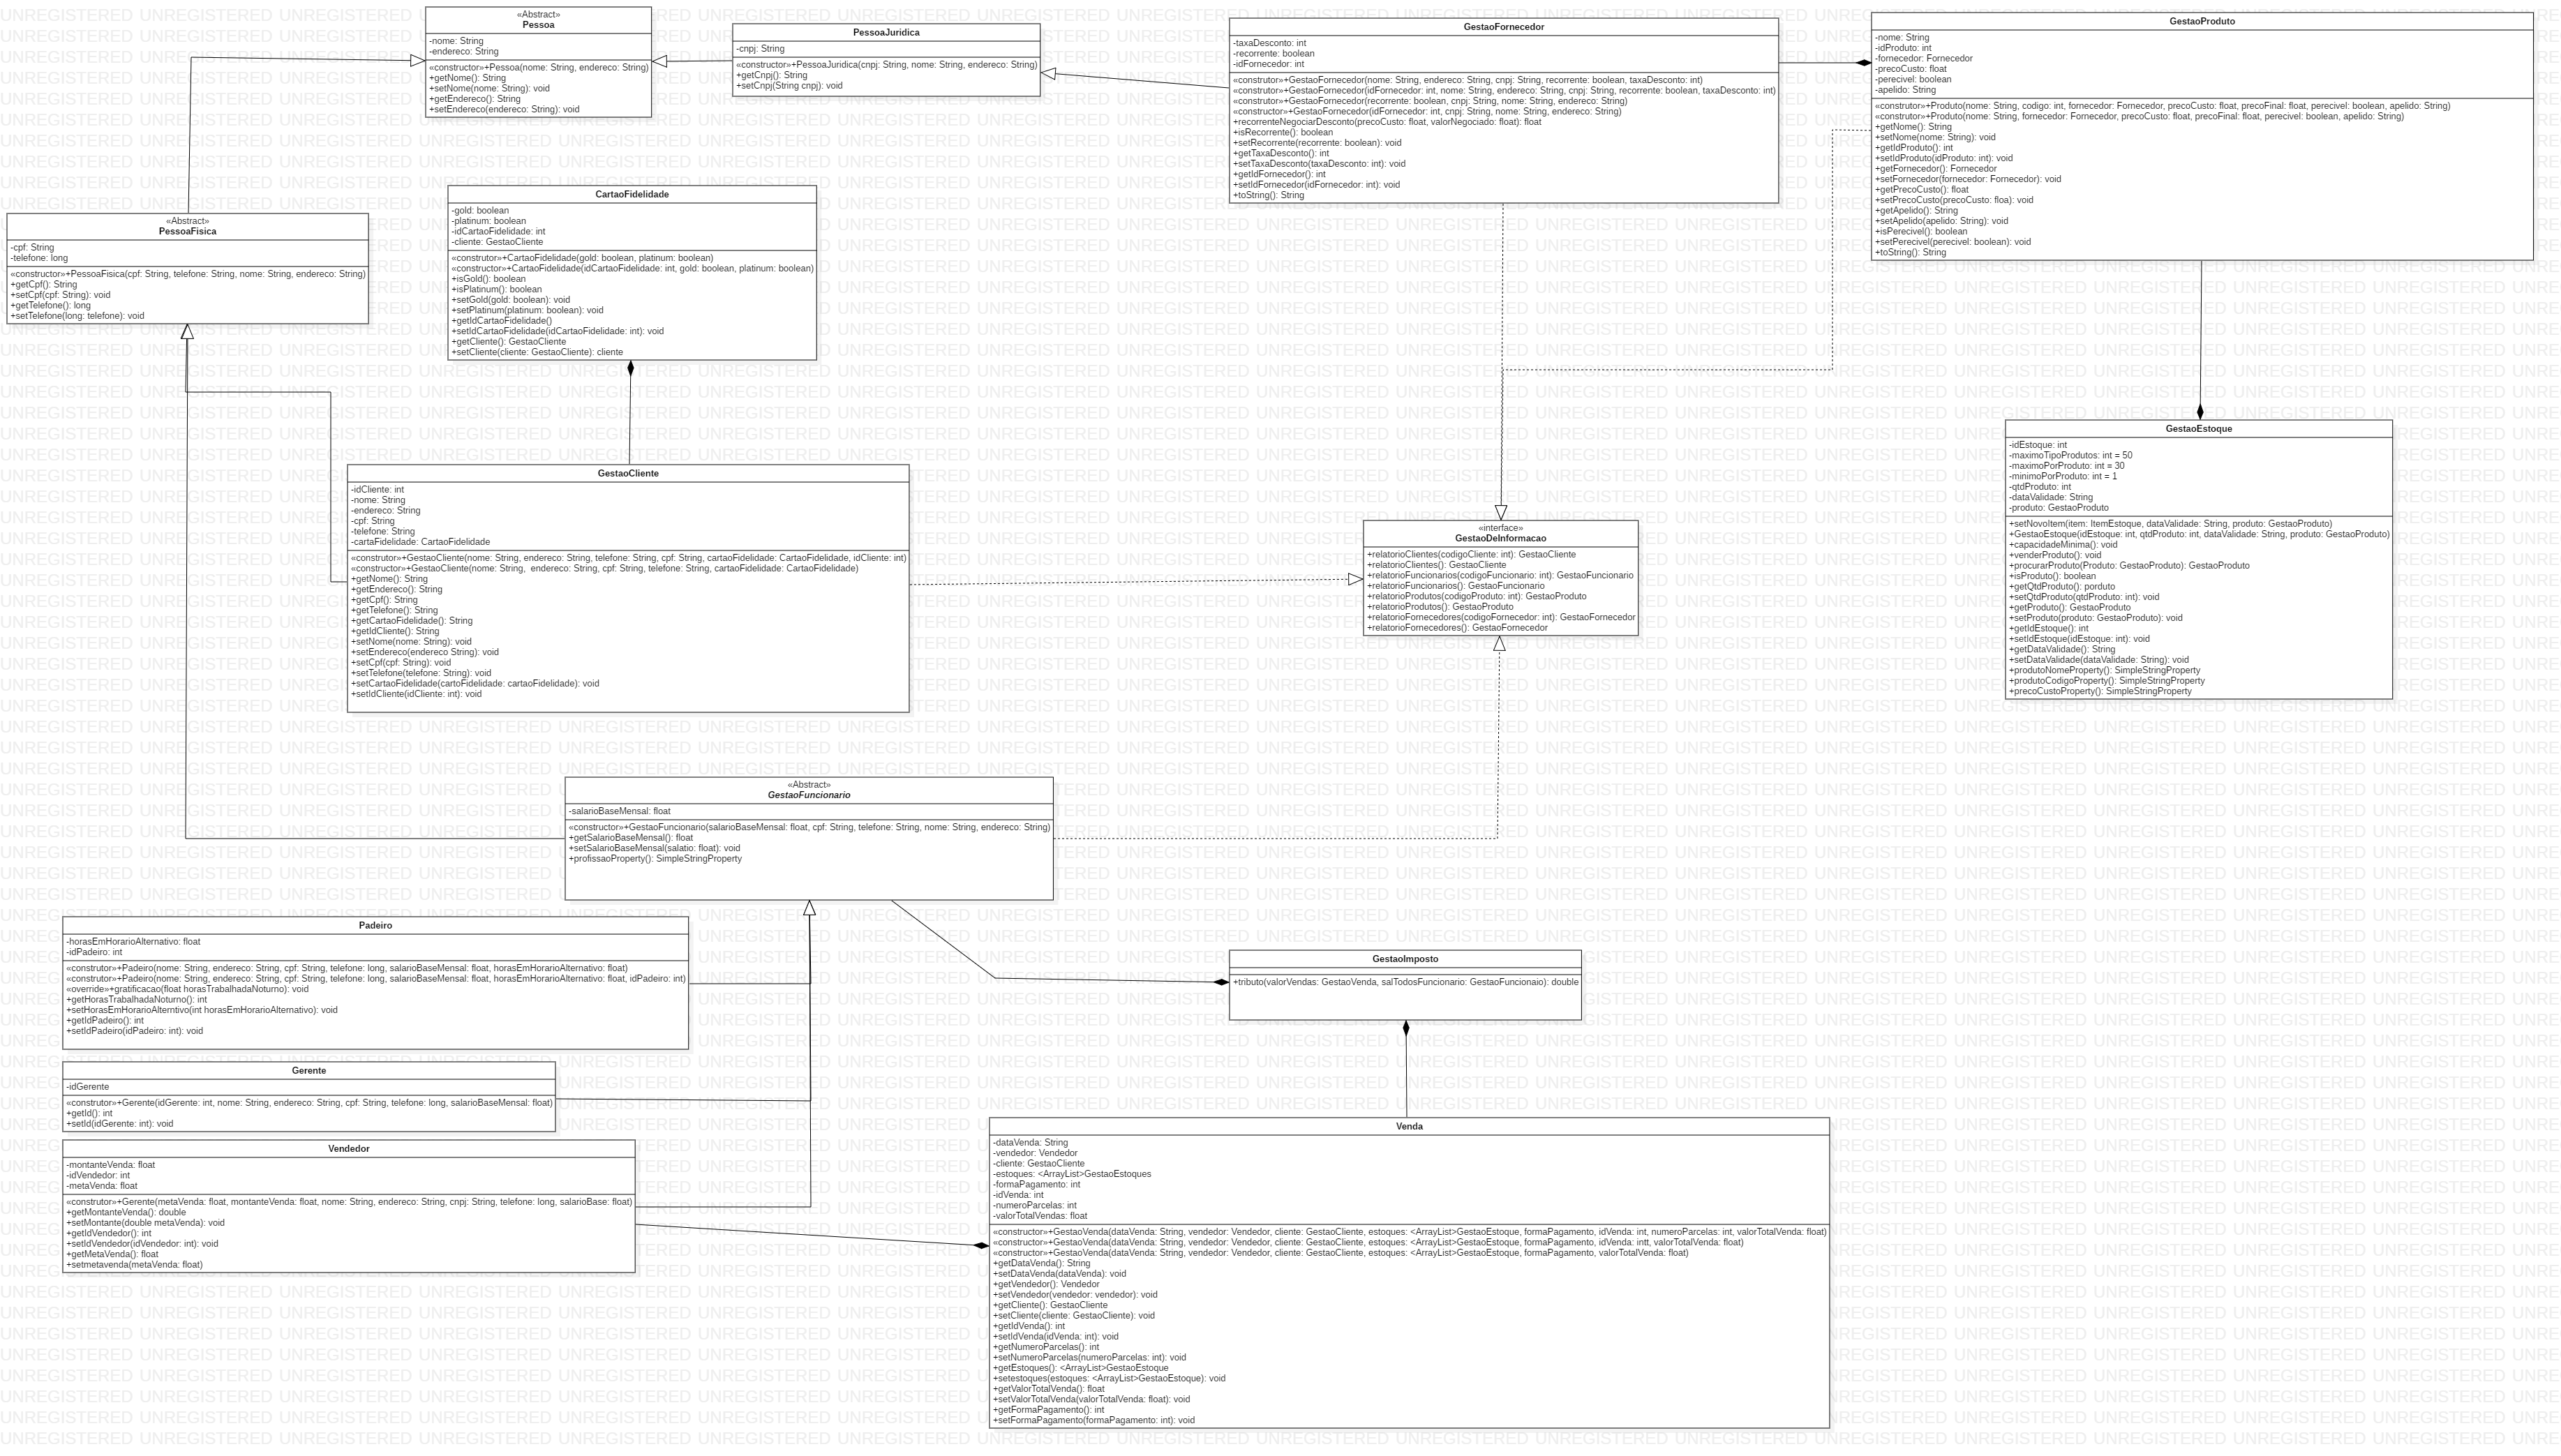 «Abstract»
Pessoa
-nome: String
-endereco: String
«constructor»+Pessoa(nome: String, endereco: String)
+getNome(): String
+setNome(nome: String): void
+getEndereco(): String
+setEndereco(endereco: String): void
PessoaJuridica
-cnpj: String
«constructor»+PessoaJuridica(cnpj: String, nome: String, endereco: String)
+getCnpj(): String
+setCnpj(String cnpj): void
GestaoFornecedor
-taxaDesconto: int
-recorrente: boolean
-idFornecedor: int
«construtor»+GestaoFornecedor(nome: String, endereco: String, cnpj: String, recorrente: boolean, taxaDesconto: int)
«construtor»+GestaoFornecedor(idFornecedor: int, nome: String, endereco: String, cnpj: String, recorrente: boolean, taxaDesconto: int)
«construtor»+GestaoFornecedor(recorrente: boolean, cnpj: String, nome: String, endereco: String)
«constructor»+GestaoFornecedor(idFornecedor: int, cnpj: String, nome: String, endereco: String)
+recorrenteNegociarDesconto(precoCusto: float, valorNegociado: float): float
+isRecorrente(): boolean
+setRecorrente(recorrente: boolean): void
+getTaxaDesconto(): int
+setTaxaDesconto(taxaDesconto: int): void
+getIdFornecedor(): int
+setIdFornecedor(idFornecedor: int): void
+toString(): String
GestaoProduto
-nome: String
-idProduto: int
-fornecedor: Fornecedor
-precoCusto: float
-perecivel: boolean
-apelido: String
«construtor»+Produto(nome: String, codigo: int, fornecedor: Fornecedor, precoCusto: float, precoFinal: float, perecivel: boolean, apelido: String)
«construtor»+Produto(nome: String, fornecedor: Fornecedor, precoCusto: float, precoFinal: float, perecivel: boolean, apelido: String)
+getNome(): String
+setNome(nome: String): void
+getIdProduto(): int
+setIdProduto(idProduto: int): void
+getFornecedor(): Fornecedor
+setFornecedor(fornecedor: Fornecedor): void
+getPrecoCusto(): float
+setPrecoCusto(precoCusto: floa): void
+getApelido(): String
+setApelido(apelido: String): void
+isPerecivel(): boolean
+setPerecivel(perecivel: boolean): void
+toString(): String
«Abstract»
PessoaFisica
-cpf: String
-telefone: long
«constructor»+PessoaFisica(cpf: String, telefone: String, nome: String, endereco: String)
+getCpf(): String
+setCpf(cpf: String): void
+getTelefone(): long
+setTelefone(long: telefone): void
CartaoFidelidade
-gold: boolean
-platinum: boolean
-idCartaoFidelidade: int
-cliente: GestaoCliente
«construtor»+CartaoFidelidade(gold: boolean, platinum: boolean)
«constructor»+CartaoFidelidade(idCartaoFidelidade: int, gold: boolean, platinum: boolean)
+isGold(): boolean
+isPlatinum(): boolean
+setGold(gold: boolean): void
+setPlatinum(platinum: boolean): void
+getIdCartaoFidelidade()
+setIdCartaoFidelidade(idCartaoFidelidade: int): void
+getCliente(): GestaoCliente
+setCliente(cliente: GestaoCliente): cliente
GestaoCliente
-idCliente: int
-nome: String
-endereco: String
-cpf: String
-telefone: String
-cartaFidelidade: CartaoFidelidade
«construtor»+GestaoCliente(nome: String, endereco: String, telefone: String, cpf: String, cartaoFidelidade: CartaoFidelidade, idCliente: int)
«constructor»+GestaoCliente(nome: String,  endereco: String, cpf: String, telefone: String, cartaoFidelidade: CartaoFidelidade)
+getNome(): String
+getEndereco(): String
+getCpf(): String
+getTelefone(): String
+getCartaoFidelidade(): String
+getIdCliente(): String
+setNome(nome: String): void
+setEndereco(endereco String): void
+setCpf(cpf: String): void
+setTelefone(telefone: String): void
+setCartaoFidelidade(cartoFidelidade: cartaoFidelidade): void
+setIdCliente(idCliente: int): void
«interface»
GestaoDeInformacao
+relatorioClientes(codigoCliente: int): GestaoCliente
+relatorioClientes(): GestaoCliente
+relatorioFuncionarios(codigoFuncionario: int): GestaoFuncionario
+relatorioFuncionarios(): GestaoFuncionario
+relatorioProdutos(codigoProduto: int): GestaoProduto
+relatorioProdutos(): GestaoProduto
+relatorioFornecedores(codigoFornecedor: int): GestaoFornecedor
+relatorioFornecedores(): GestaoFornecedor
GestaoEstoque
-idEstoque: int
-maximoTipoProdutos: int = 50
-maximoPorProduto: int = 30
-minimoPorProduto: int = 1
-qtdProduto: int
-dataValidade: String
-produto: GestaoProduto
+setNovoItem(item: ItemEstoque, dataValidade: String, produto: GestaoProduto)
+GestaoEstoque(idEstoque: int, qtdProduto: int, dataValidade: String, produto: GestaoProduto)
+capacidadeMinima(): void
+venderProduto(): void
+procurarProduto(Produto: GestaoProduto): GestaoProduto
+isProduto(): boolean
+getQtdProduto(): porduto
+setQtdProduto(qtdProduto: int): void
+getProduto(): GestaoProduto
+setProduto(produto: GestaoProduto): void
+getIdEstoque(): int
+setIdEstoque(idEstoque: int): void
+getDataValidade(): String
+setDataValidade(dataValidade: String): void
+produtoNomeProperty(): SimpleStringProperty
+produtoCodigoProperty(): SimpleStringProperty
+precoCustoProperty(): SimpleStringProperty
«Abstract»
GestaoFuncionario
-salarioBaseMensal: float
«constructor»+GestaoFuncionario(salarioBaseMensal: float, cpf: String, telefone: String, nome: String, endereco: String)
+getSalarioBaseMensal(): float
+setSalarioBaseMensal(salatio: float): void
+profissaoProperty(): SimpleStringProperty
Padeiro
-horasEmHorarioAlternativo: float
-idPadeiro: int
«construtor»+Padeiro(nome: String, endereco: String, cpf: String, telefone: long, salarioBaseMensal: float, horasEmHorarioAlternativo: float)
«construtor»+Padeiro(nome: String, endereco: String, cpf: String, telefone: long, salarioBaseMensal: float, horasEmHorarioAlternativo: float, idPadeiro: int)
«override»+gratificacao(float horasTrabalhadaNoturno): void
+getHorasTrabalhadaNoturno(): int
+setHorasEmHorarioAlterntivo(int horasEmHorarioAlternativo): void
+getIdPadeiro(): int
+setIdPadeiro(idPadeiro: int): void
GestaoImposto
+tributo(valorVendas: GestaoVenda, salTodosFuncionario: GestaoFuncionaio): double
Gerente
-idGerente
«construtor»+Gerente(idGerente: int, nome: String, endereco: String, cpf: String, telefone: long, salarioBaseMensal: float)
+getId(): int
+setId(idGerente: int): void
Vendedor
-montanteVenda: float
-idVendedor: int
-metaVenda: float
«construtor»+Gerente(metaVenda: float, montanteVenda: float, nome: String, endereco: String, cnpj: String, telefone: long, salarioBase: float)
+getMontanteVenda(): double
+setMontante(double metaVenda): void
+getIdVendedor(): int
+setIdVendedor(idVendedor: int): void
+getMetaVenda(): float
+setmetavenda(metaVenda: float)
Venda
-dataVenda: String
-vendedor: Vendedor
-cliente: GestaoCliente
-estoques: <ArrayList>GestaoEstoques
-formaPagamento: int
-idVenda: int
-numeroParcelas: int
-valorTotalVendas: float
«constructor»+GestaoVenda(dataVenda: String, vendedor: Vendedor, cliente: GestaoCliente, estoques: <ArrayList>GestaoEstoque, formaPagamento, idVenda: int, numeroParcelas: int, valorTotalVenda: float)
«constructor»+GestaoVenda(dataVenda: String, vendedor: Vendedor, cliente: GestaoCliente, estoques: <ArrayList>GestaoEstoque, formaPagamento, idVenda: intt, valorTotalVenda: float)
«constructor»+GestaoVenda(dataVenda: String, vendedor: Vendedor, cliente: GestaoCliente, estoques: <ArrayList>GestaoEstoque, formaPagamento, valorTotalVenda: float)
+getDataVenda(): String
+setDataVenda(dataVenda): void
+getVendedor(): Vendedor
+setVendedor(vendedor: vendedor): void
+getCliente(): GestaoCliente
+setCliente(cliente: GestaoCliente): void
+getIdVenda(): int
+setIdVenda(idVenda: int): void
+getNumeroParcelas(): int
+setNumeroParcelas(numeroParcelas: int): void
+getEstoques(): <ArrayList>GestaoEstoque
+setestoques(estoques: <ArrayList>GestaoEstoque): void
+getValorTotalVenda(): float
+setValorTotalVenda(valorTotalVenda: float): void
+getFormaPagamento(): int
+setFormaPagamento(formaPagamento: int): void